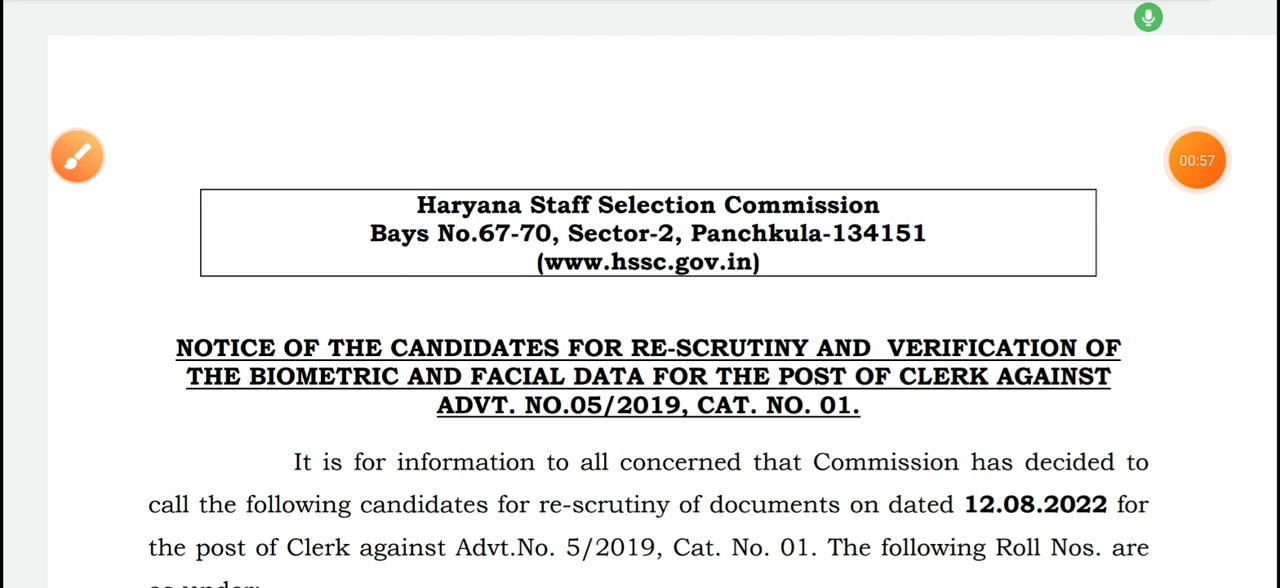 00:57
Haryana Staff Selection Commission
Bays No.67-70, Sector-2, Panchkula-134151
(www.hssc.gov.in)
NOTICE OF THE CANDIDATES FOR RE-SCRUTINY AND VERIFICATION OF
THE BIOMETRIC AND FACIAL DATA FOR THE POST OF CLERK AGAINST
ADVT. NO.05/2019, CAT. NO. 01.
It is for information to all concerned that Commission has decided to
call the following candidates for re-scrutiny of documents on dated 12.08.2022 for
the post of Clerk against Advt.No. 5/2019, Cat. No. 01. The following Roll Nos. are
as under: